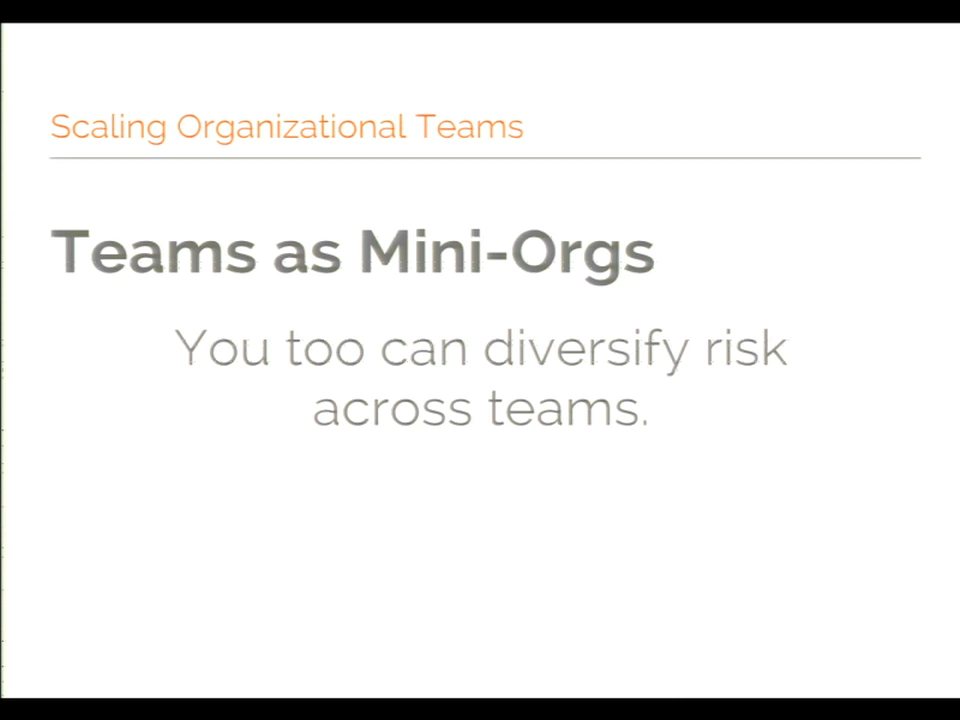 Scaling Organizational Teams
Teams as Mini-Orgs
You too can diversify risk
across teams.